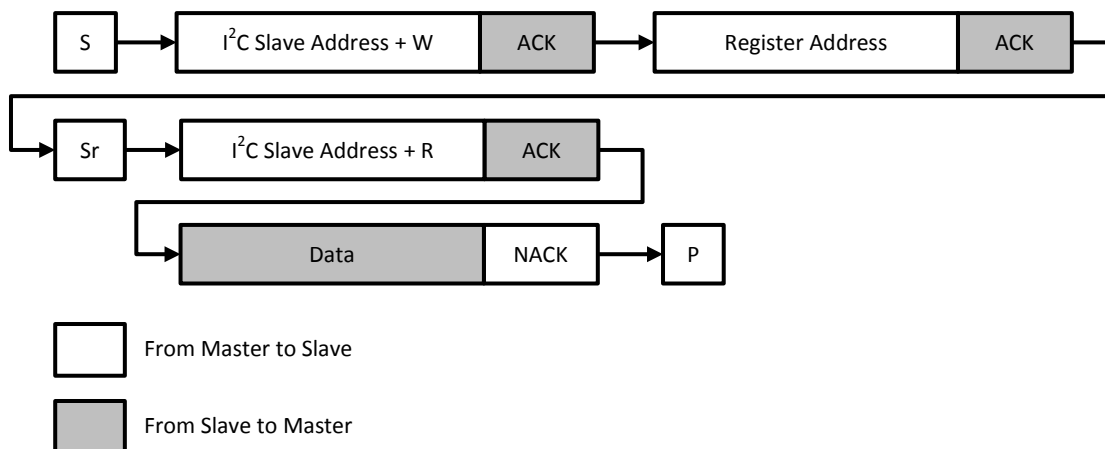 S I²C Slave Address + W ACK Register Address ACK
Sr I²C Slave Address + R ACK
Data NACK P
From Master to Slave
From Slave to Master